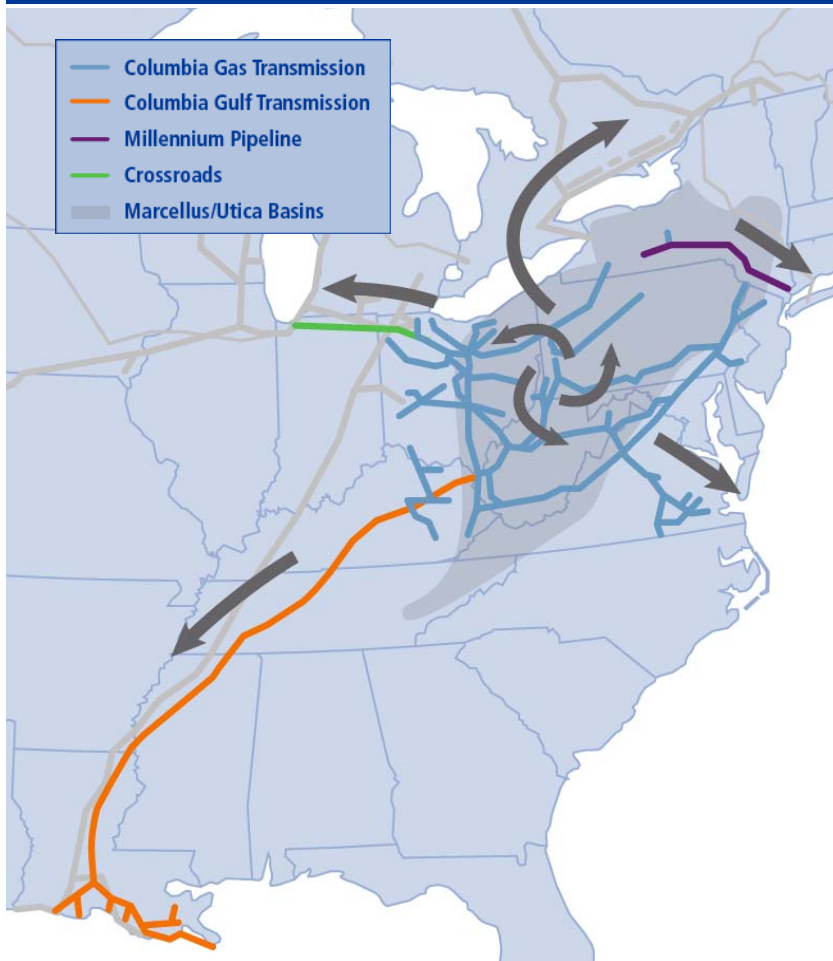 Columbia Gas Transmission
Columbia Gulf Transmission
Millennium Pipeline
Crossroads
Marcellus/Utica Basins